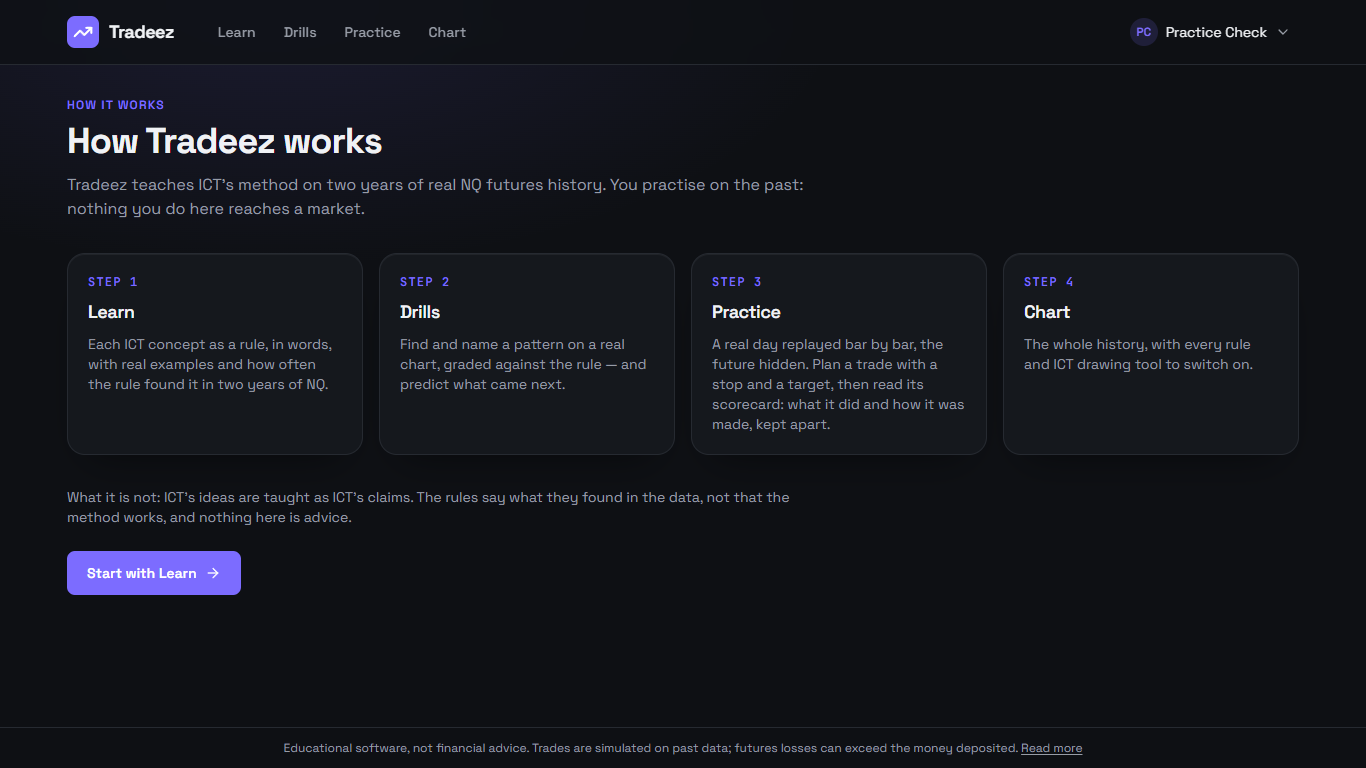 Tradeez
Learn
Drills
Practice
Chart
PC
Practice Check
HOW IT WORKS
How Tradeez works
Tradeez teaches ICT's method on two years of real NQ futures history. You practise on the past:
nothing you do here reaches a market.
STEP 1
Learn
Each ICT concept as a rule, in words,
with real examples and how often
the rule found it in two years of NQ.
STEP 2
Drills
Find and name a pattern on a real
chart, graded against the rule — and
predict what came next.
STEP 3
Practice
A real day replayed bar by bar, the
future hidden. Plan a trade with a
stop and a target, then read its
scorecard: what it did and how it was
made, kept apart.
STEP 4
Chart
The whole history, with every rule
and ICT drawing tool to switch on.
What it is not: ICT's ideas are taught as ICT's claims. The rules say what they found in the data, not that the
method works, and nothing here is advice.
Start with Learn
Educational software, not financial advice. Trades are simulated on past data; futures losses can exceed the money deposited. Read more